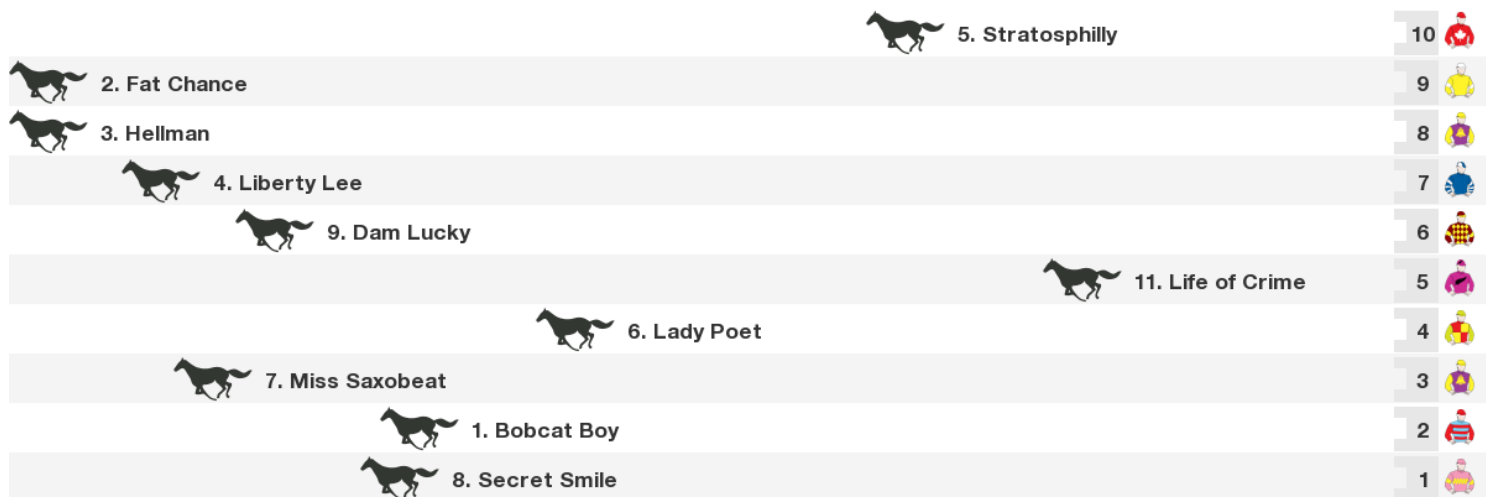 5. Stratosphilly 10
2. Fat Chance 9
3. Hellman 8
4. Liberty Lee 7
9. Dam Lucky 6
11. Life of Crime 5
6. Lady Poet 4
7. Miss Saxobeat 3
1. Bobcat Boy 2
8. Secret Smile 1